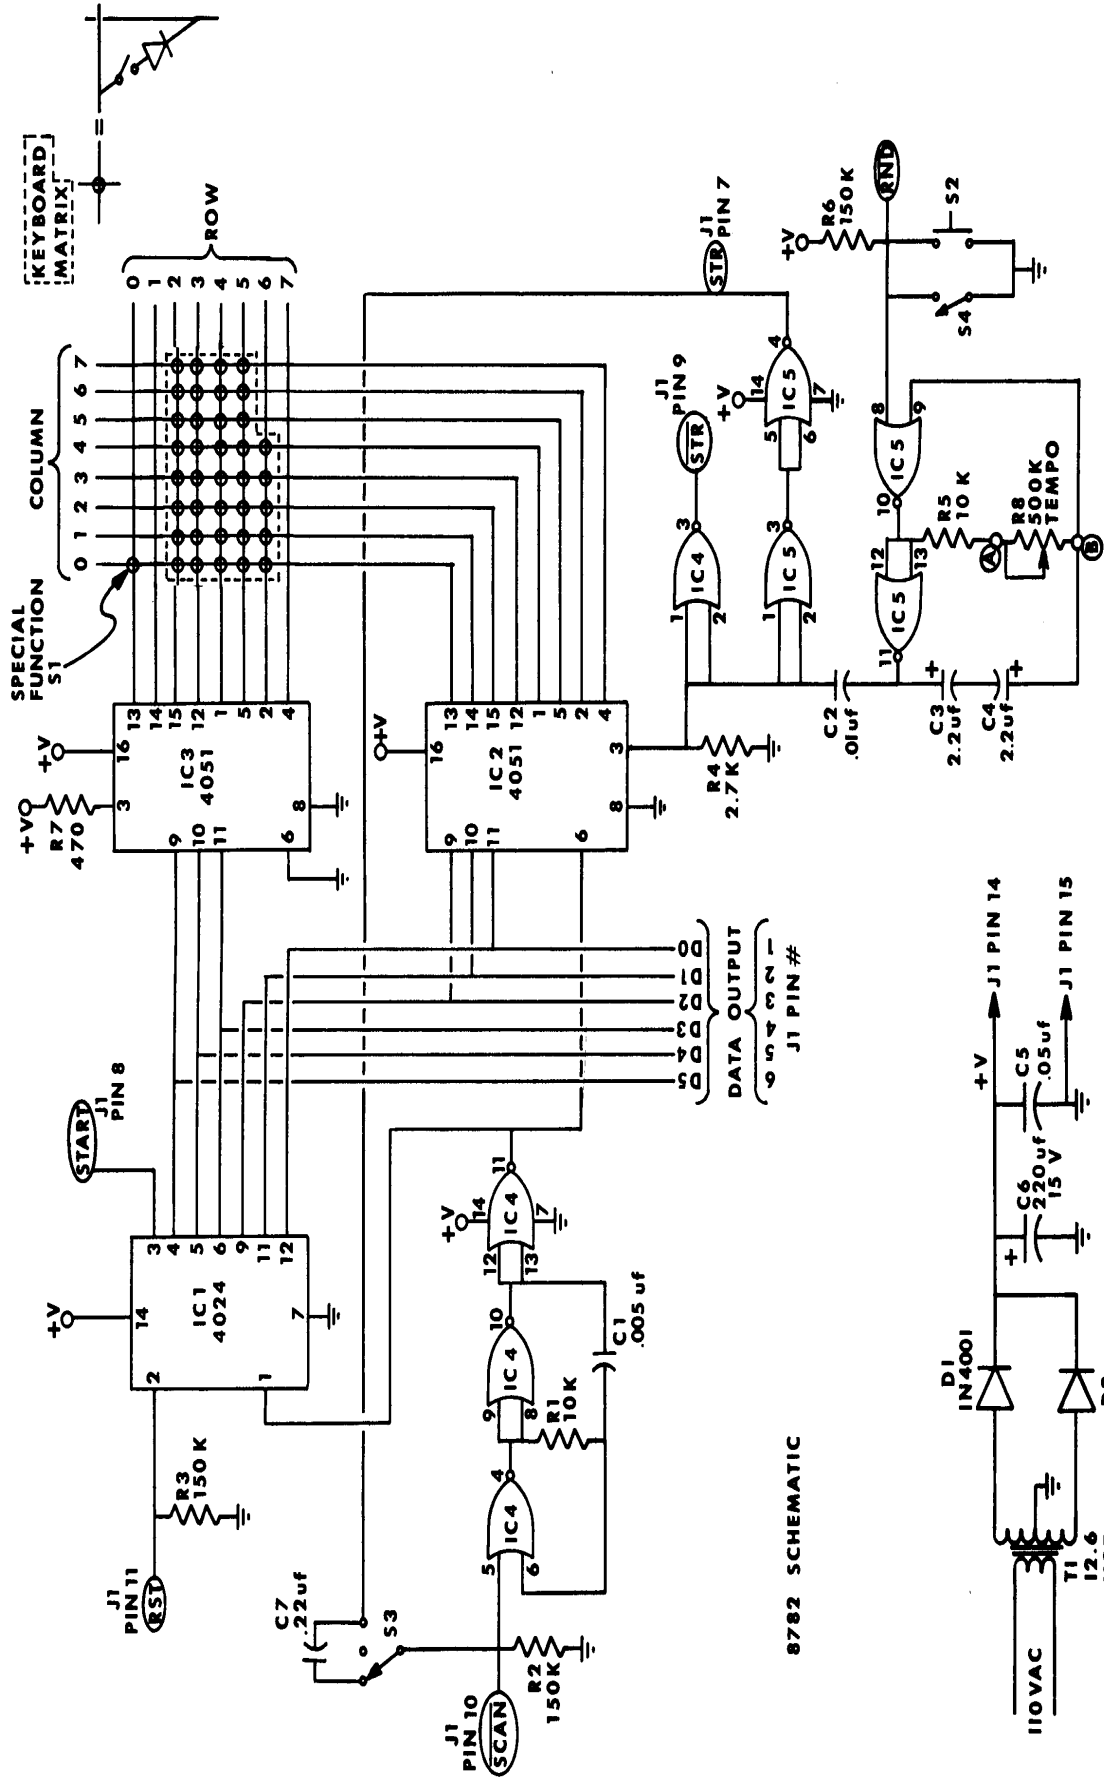 KEYBOARD
MATRIX
=
COLUMN
0 1 2 3 4 5 6 7
ROW
0
1
2
3
4
5
6
7
SPECIAL
FUNCTION
S1
+V
16
+V
R7
470
3
IC3
4051
13
14
15
12
1
5
2
4
9
10
11
6
8
START
J1
PIN 8
+V
14
2
IC1
4024
3
4
5
6
9
11
12
1
7
J1
PIN 11
RST
R3
150K
+V
16
IC2
4051
13
14
15
12
1
5
2
4
9
10
11
6
3
8
R4
2.7K
D5 D4 D3 D2 D1 D0
DATA OUTPUT
6 5 4 3 2 1
J1 PIN #
C7
.22uf
S3
J1
PIN 10
SCAN
R2
150K
5
6
IC4
4
9
8
IC4
10
R1
10K
C1
.005uf
+V
14
12
13
IC4
11
7
J1
PIN 9
STR
1
2
IC4
3
J1
PIN 7
STR
1
2
IC5
3
+V
14
5
6
IC5
4
7
C2
.01uf
+
C3
2.2uf
C4
2.2uf
+
11
IC5
12
13
10
IC5
8
9
R5
10K
A
R8
500K
TEMPO
B
+V
R6
150K
RND
S4
S2
8782 SCHEMATIC
110VAC
T1
12.6
D1
1N4001
+V
+
C6
220uf
15V
C5
.05uf
J1 PIN 14
J1 PIN 15